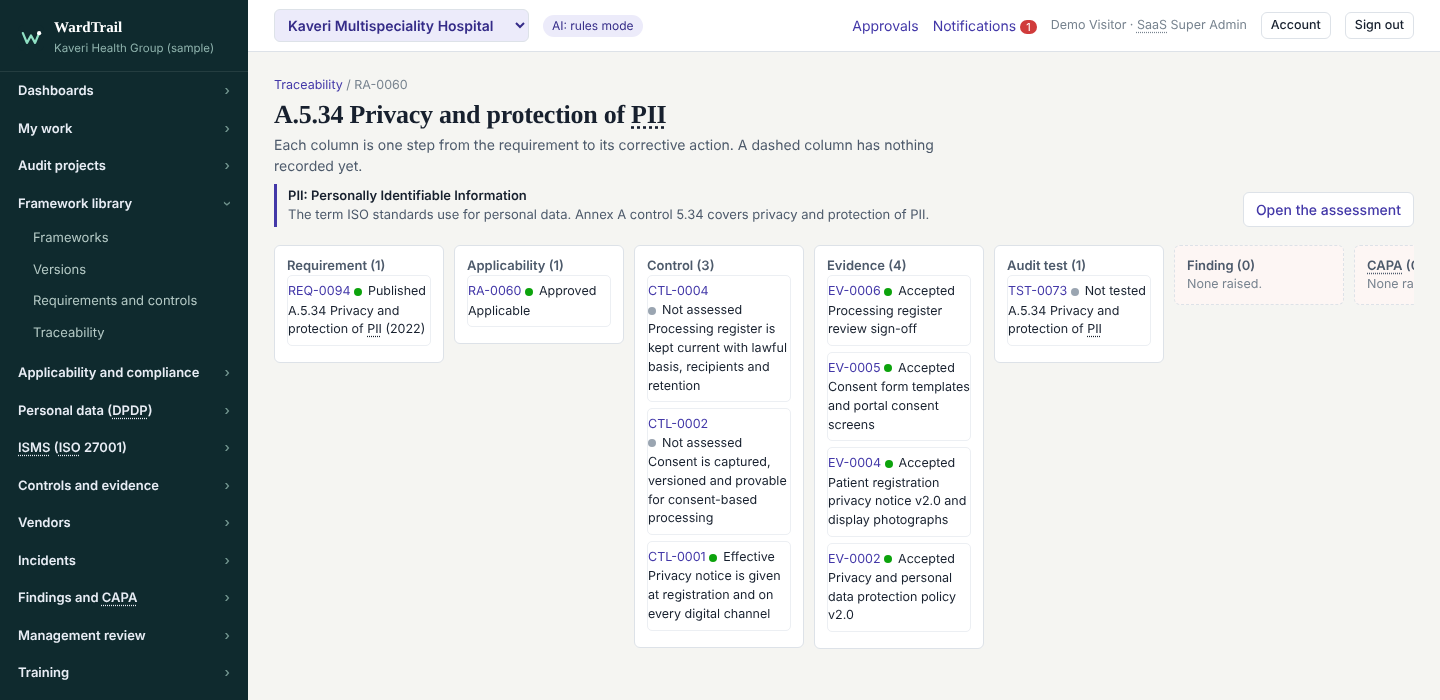 WardTrail
Kaveri Health Group (sample)
Dashboards
My work
Audit projects
Framework library
Frameworks
Versions
Requirements and controls
Traceability
Applicability and compliance
Personal data (DPDP)
ISMS (ISO 27001)
Controls and evidence
Vendors
Incidents
Findings and CAPA
Management review
Training
Kaveri Multispeciality Hospital
AI: rules mode
Approvals
Notifications 1
Demo Visitor · SaaS Super Admin
Account
Sign out
Traceability / RA-0060
A.5.34 Privacy and protection of PII
Each column is one step from the requirement to its corrective action. A dashed column has nothing
recorded yet.
PII: Personally Identifiable Information
The term ISO standards use for personal data. Annex A control 5.34 covers privacy and protection of PII.
Open the assessment
Requirement (1)
REQ-0094 Published
A.5.34 Privacy and
protection of PII (2022)
Applicability (1)
RA-0060 Approved
Applicable
Control (3)
CTL-0004
Not assessed
Processing register is
kept current with lawful
basis, recipients and
retention
CTL-0002
Not assessed
Consent is captured,
versioned and provable
for consent-based
processing
CTL-0001 Effective
Privacy notice is given
at registration and on
every digital channel
Evidence (4)
EV-0006 Accepted
Processing register
review sign-off
EV-0005 Accepted
Consent form templates
and portal consent
screens
EV-0004 Accepted
Patient registration
privacy notice v2.0 and
display photographs
EV-0002 Accepted
Privacy and personal
data protection policy
v2.0
Audit test (1)
TST-0073 Not tested
A.5.34 Privacy and
protection of PII
Finding (0)
None raised.
CAPA
None